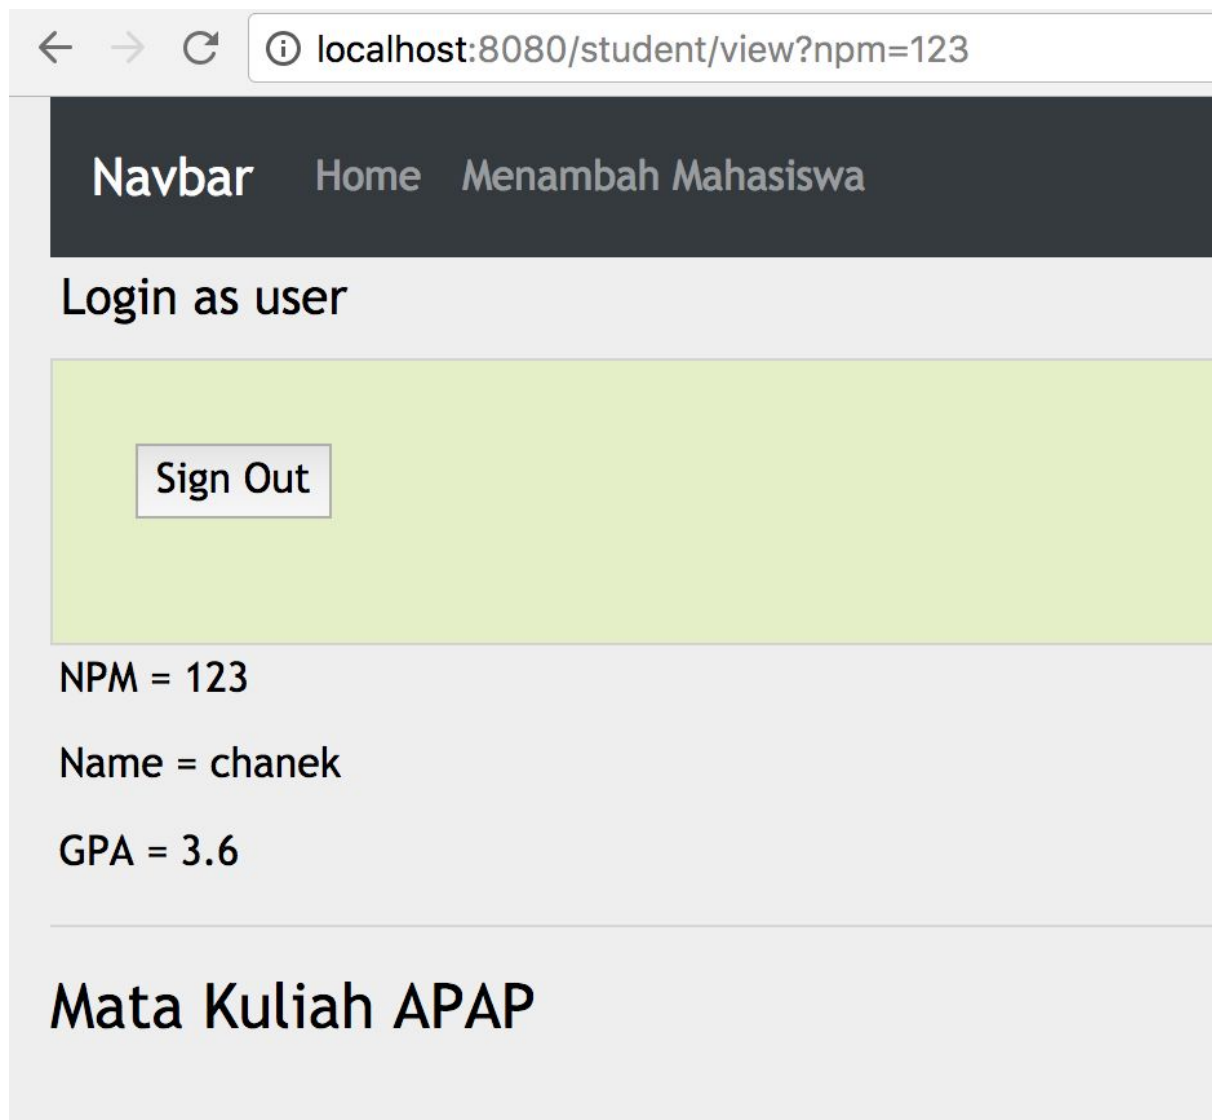 localhost:8080/student/view?npm=123
Navbar Home Menambah Mahasiswa
Login as user
Sign Out
NPM = 123
Name = chanek
GPA = 3.6
Mata Kuliah APAP